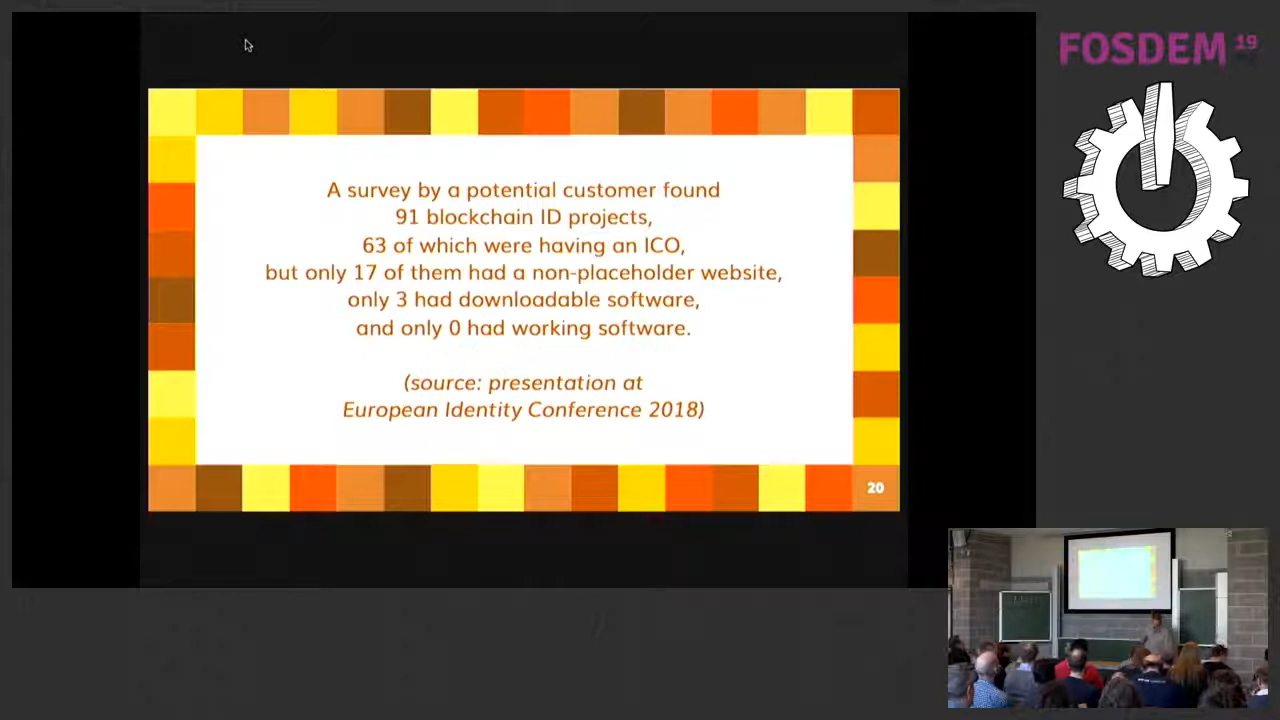 FOSDEM 19
A survey by a potential customer found
91 blockchain ID projects,
63 of which were having an ICO,
but only 17 of them had a non-placeholder website,
only 3 had downloadable software,
and only 0 had working software.
(source: presentation at
European Identity Conference 2018)
20